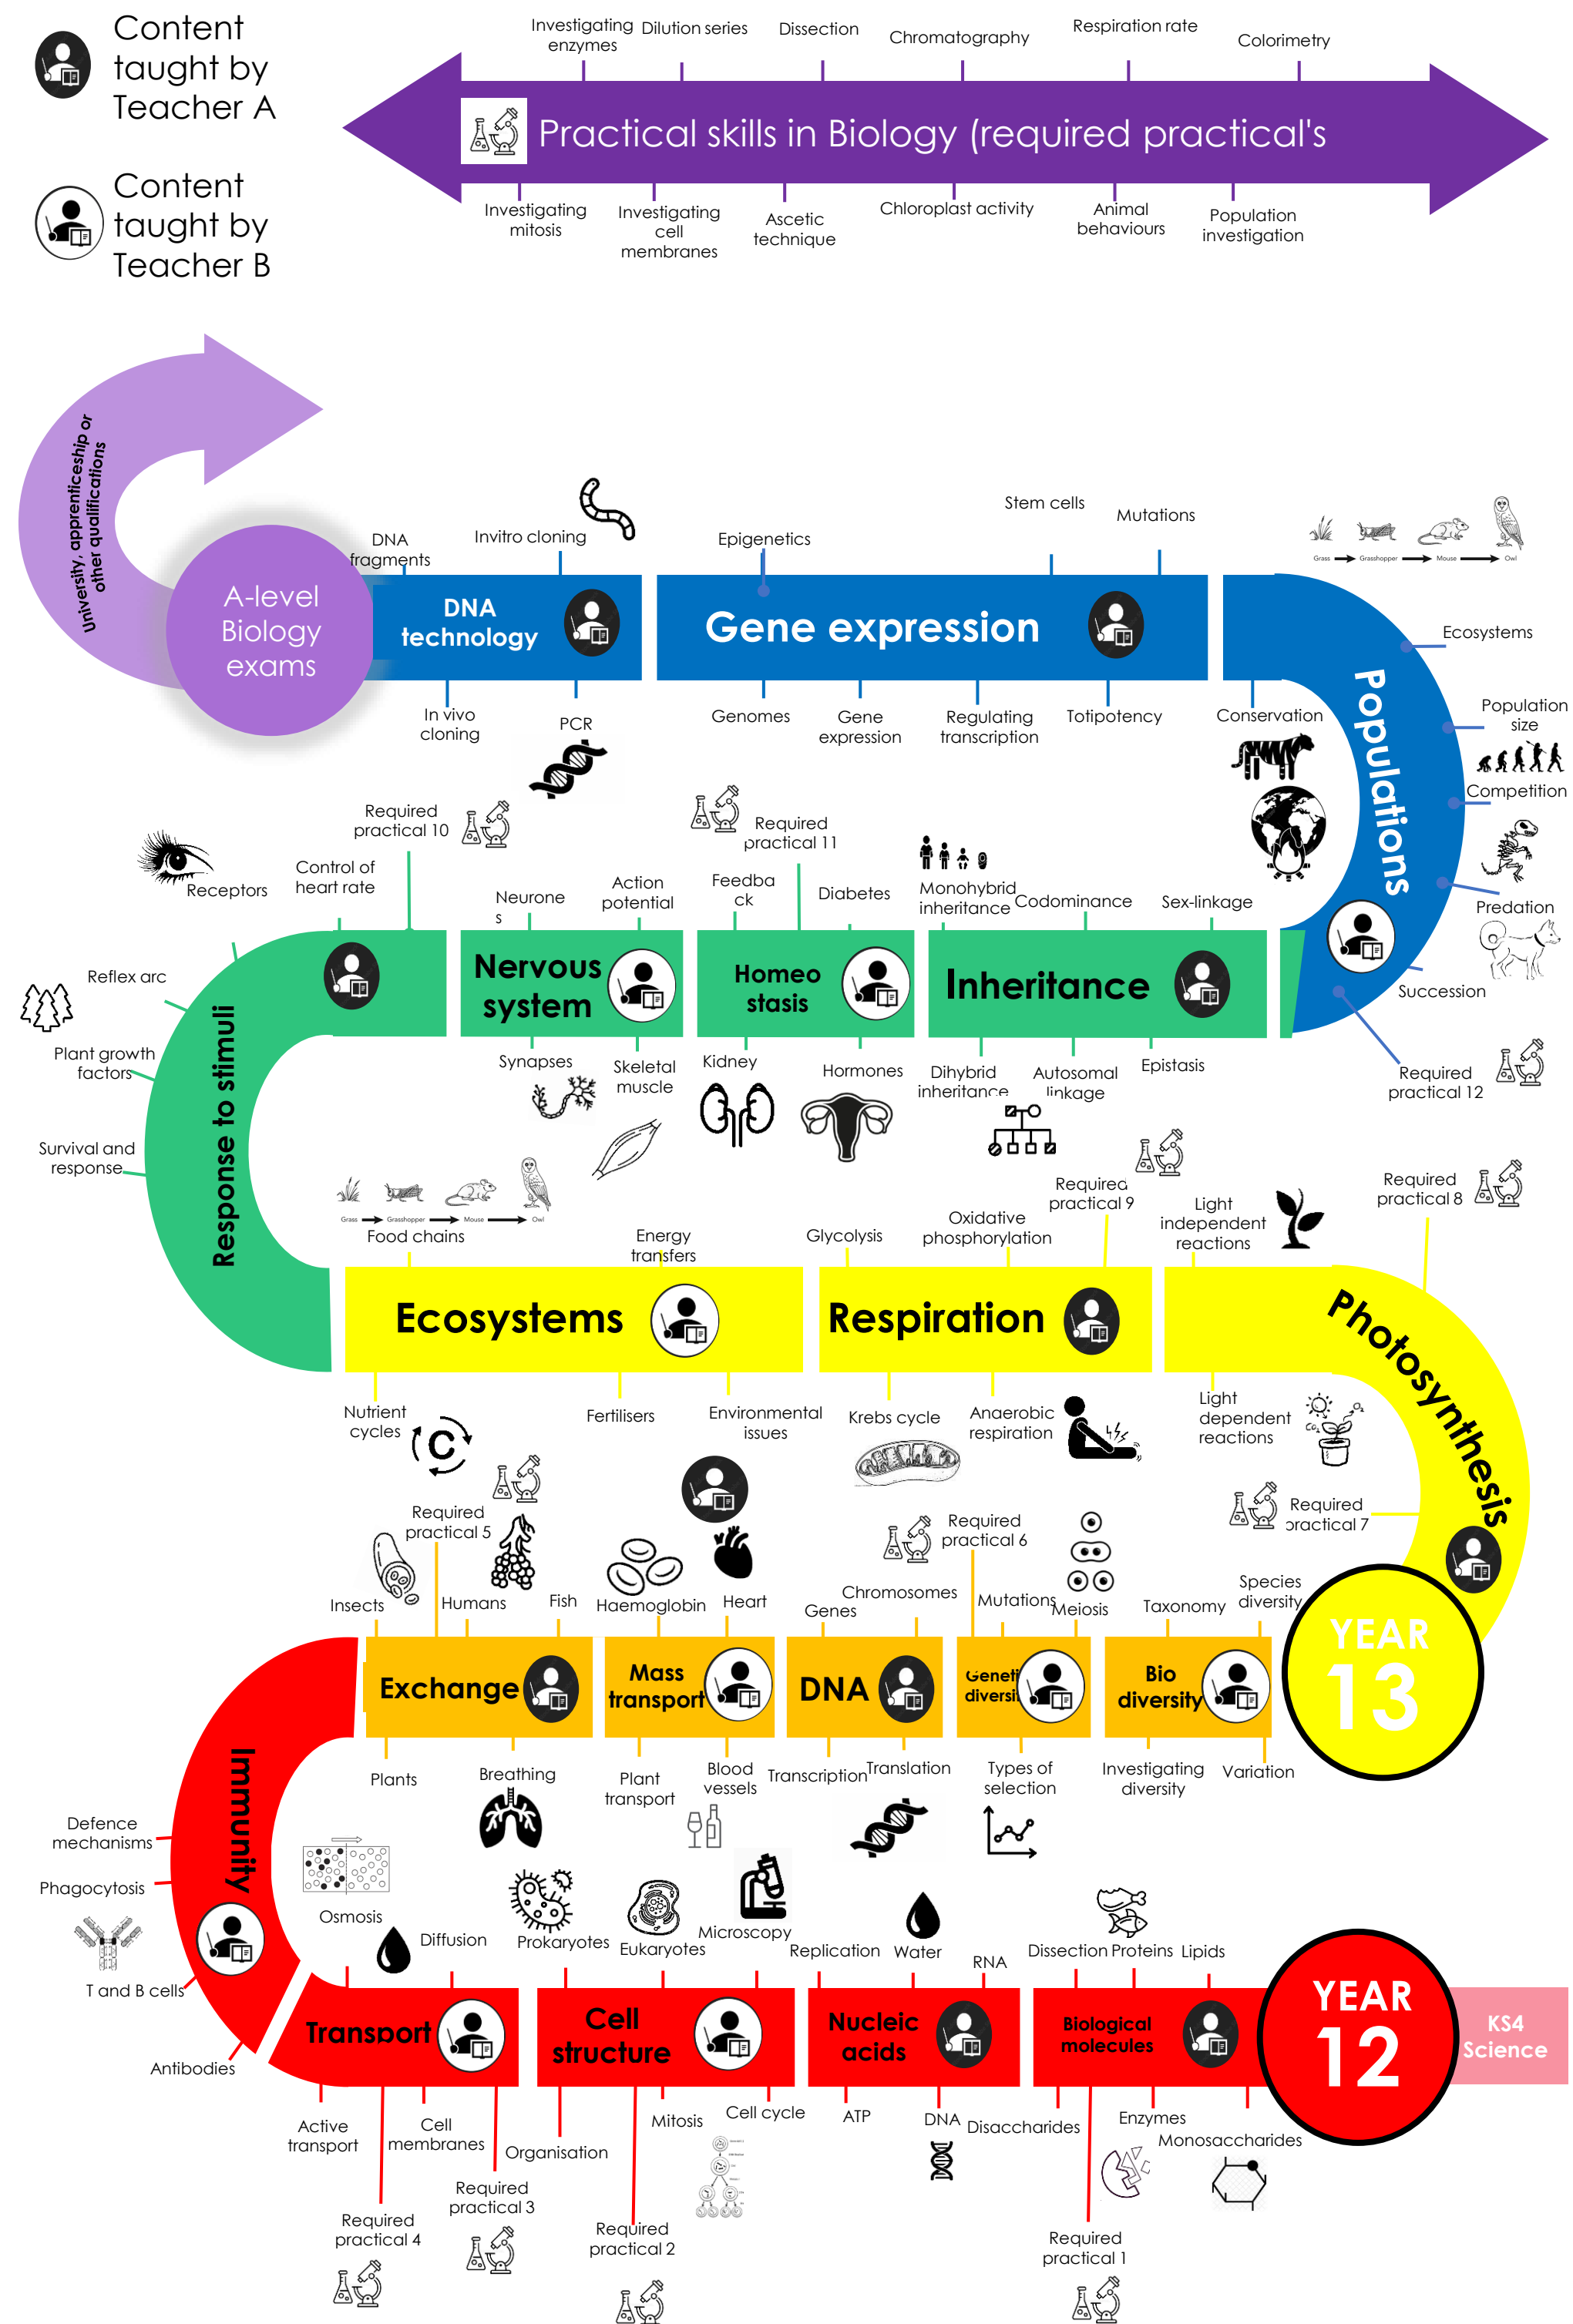 Content
taught by
Teacher A
Content
taught by
Teacher B
Investigating
enzymes
Dilution series
Dissection
Chromatography
Respiration rate
Colorimetry
Practical skills in Biology (required practical's
Investigating
mitosis
Investigating
cell
membranes
Ascetic
technique
Chloroplast activity
Animal
behaviours
Population
investigation
University, apprenticeship or
other qualifications
A-level
Biology
exams
DNA
fragments
Invitro cloning
DNA
technology
In vivo
cloning
PCR
Epigenetics
Stem cells
Mutations
Gene expression
Genomes
Gene
expression
Regulating
transcription
Totipotency
Grass
Grasshopper
Mouse
Owl
Populations
Conservation
Ecosystems
Population
size
Competition
Predation
Succession
Required
practical 12
Receptors
Control of
heart rate
Required
practical 10
Reflex arc
Plant growth
factors
Survival and
response
Response to stimuli
Neurone
s
Action
potential
Nervous
system
Synapses
Skeletal
muscle
Feedba
ck
Required
practical 11
Diabetes
Homeo
stasis
Kidney
Hormones
Monohybrid
inheritance
Codominance
Sex-linkage
Inheritance
Dihybrid
inheritance
Autosomal
linkage
Epistasis
Grass
Grasshopper
Mouse
Owl
Food chains
Energy
transfers
Ecosystems
Nutrient
cycles
C
Fertilisers
Environmental
issues
Glycolysis
Oxidative
phosphorylation
Required
practical 9
Respiration
Krebs cycle
Anaerobic
respiration
Light
independent
reactions
Required
practical 8
Photosynthesis
Light
dependent
reactions
Required
practical 7
YEAR
13
Insects
Required
practical 5
Humans
Fish
Exchange
Plants
Breathing
Haemoglobin
Heart
Mass
transport
Plant
transport
Blood
vessels
Genes
Chromosomes
DNA
Transcription
Translation
Required
practical 6
Mutations
Meiosis
Geneti
diversi
Types of
selection
Taxonomy
Species
diversity
Bio
diversity
Investigating
diversity
Variation
Immunity
Defence
mechanisms
Phagocytosis
T and B cells
Antibodies
Osmosis
Diffusion
Transport
Active
transport
Required
practical 4
Cell
membranes
Required
practical 3
Prokaryotes
Eukaryotes
Microscopy
Cell
structure
Organisation
Required
practical 2
Mitosis
Cell cycle
Replication
Water
RNA
Nucleic
acids
ATP
DNA
Dissection
Proteins
Lipids
Biological
molecules
Disaccharides
Required
practical 1
Enzymes
Monosaccharides
YEAR
12
KS4
Science